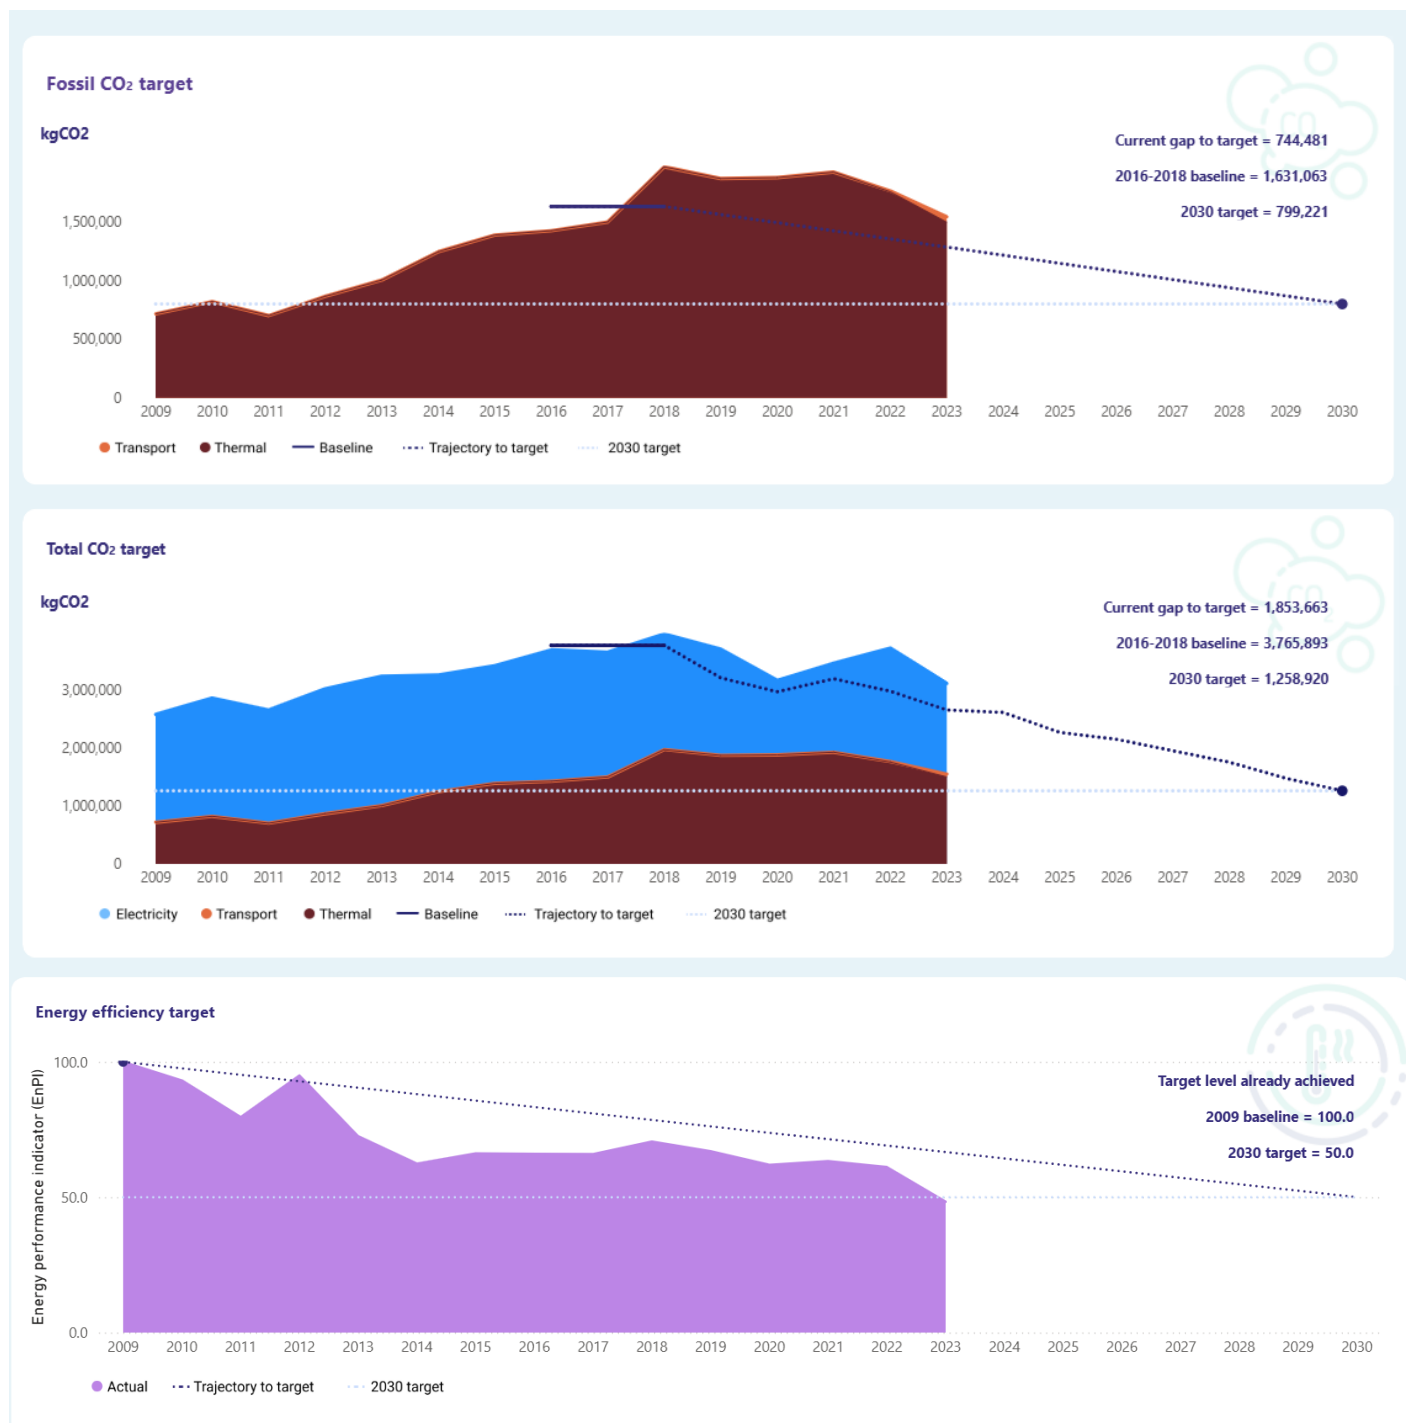 Fossil CO₂ target
kgCO2
Current gap to target = 744,481
2016-2018 baseline = 1,631,063
2030 target = 799,221
1,500,000
1,000,000
500,000
0
2009 2010 2011 2012 2013 2014 2015 2016 2017 2018 2019 2020 2021 2022 2023 2024 2025 2026 2027 2028 2029 2030
Transport Thermal Baseline Trajectory to target 2030 target
CO
Total CO₂ target
kgCO2
Current gap to target = 1,853,663
2016-2018 baseline = 3,765,893
2030 target = 1,258,920
3,000,000
2,000,000
1,000,000
0
2009 2010 2011 2012 2013 2014 2015 2016 2017 2018 2019 2020 2021 2022 2023 2024 2025 2026 2027 2028 2029 2030
Electricity Transport Thermal Baseline Trajectory to target 2030 target
CO₂
Energy efficiency target
Energy performance indicator (EnPI)
100.0
50.0
0.0
Target level already achieved
2009 baseline = 100.0
2030 target = 50.0
2009 2010 2011 2012 2013 2014 2015 2016 2017 2018 2019 2020 2021 2022 2023 2024 2025 2026 2027 2028 2029 2030
Actual Trajectory to target 2030 target